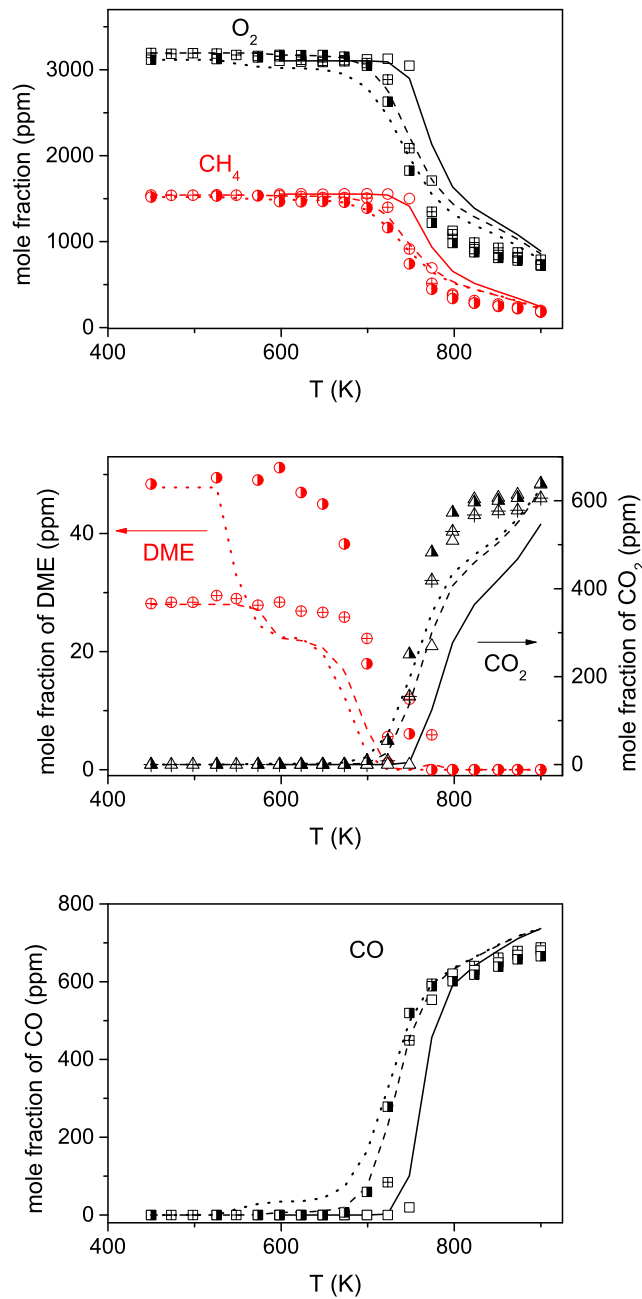 O₂
3000
2000
1000
0
mole fraction (ppm)
CH₄
400 600 800
T (K)
40
20
0
mole fraction of DME (ppm)
DME
600
400
200
0
mole fraction of CO₂ (ppm)
CO₂
400 600 800
T (K)
800
600
400
200
0
mole fraction of CO (ppm)
CO
400 600 800
T (K)